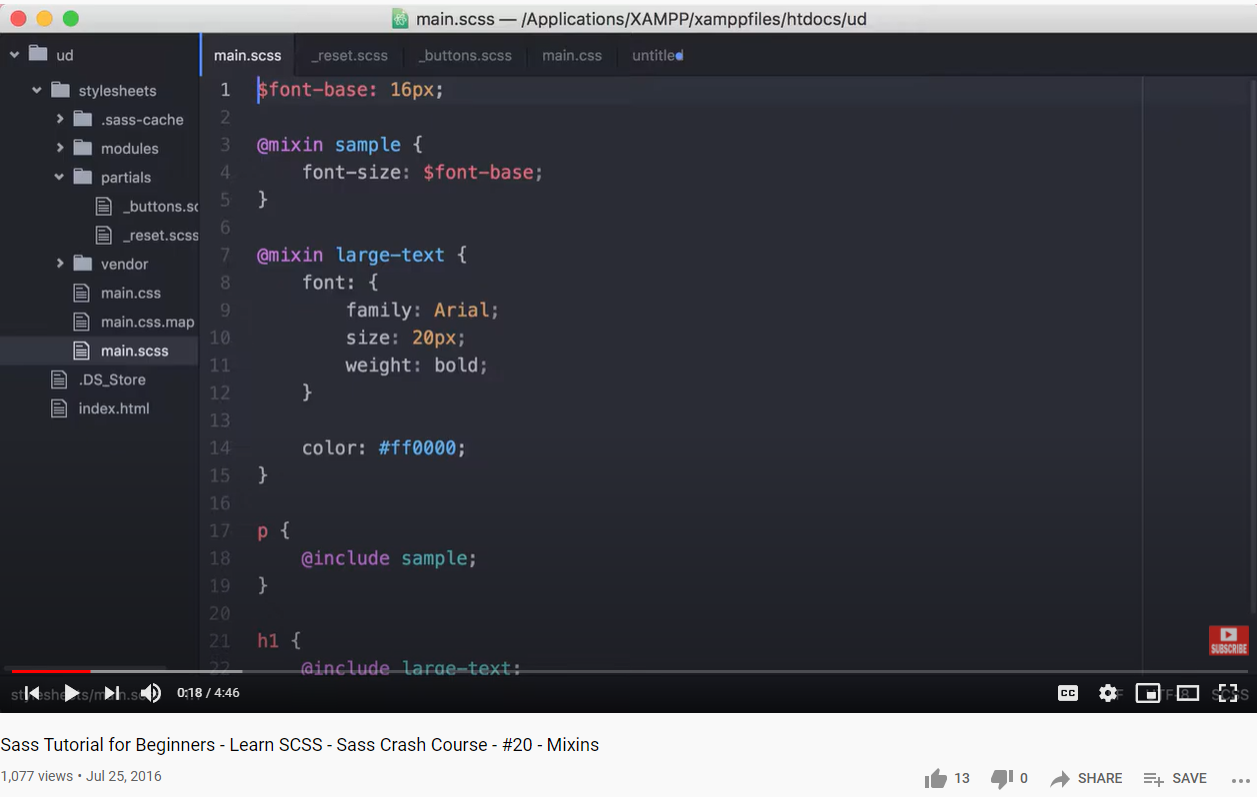 main.scss — /Applications/XAMPP/xamppfiles/htdocs/ud
ud
stylesheets
.sass-cache
modules
partials
_buttons.sc
_reset.scss
vendor
main.css
main.css.map
main.scss
.DS_Store
index.html
main.scss _reset.scss _buttons.scss main.css untitled
1 $font-base: 16px;
2
3 @mixin sample {
4 font-size: $font-base;
5 }
6
7 @mixin large-text {
8 font: {
9 family: Arial;
10 size: 20px;
11 weight: bold;
12 }
13
14 color: #ff0000;
15 }
16
17 p {
18 @include sample;
19 }
20
21 h1 {
22 @include large-text;
SUBSCRIBE
0:18 / 4:46
CC
SCSS
Sass Tutorial for Beginners - Learn SCSS - Sass Crash Course - #20 - Mixins
1,077 views • Jul 25, 2016
13 0 SHARE SAVE